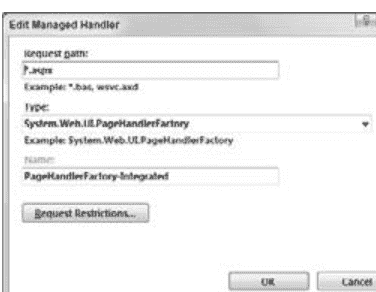 Edit Managed Handler
Request path:
*.aspx
Example: *.bas, wsvc.axd
Type:
System.Web.UI.PageHandlerFactory
Example: System.Web.UI.PageHandlerFactory
Name:
PageHandlerFactory-Integrated
Request Restrictions...
OK Cancel